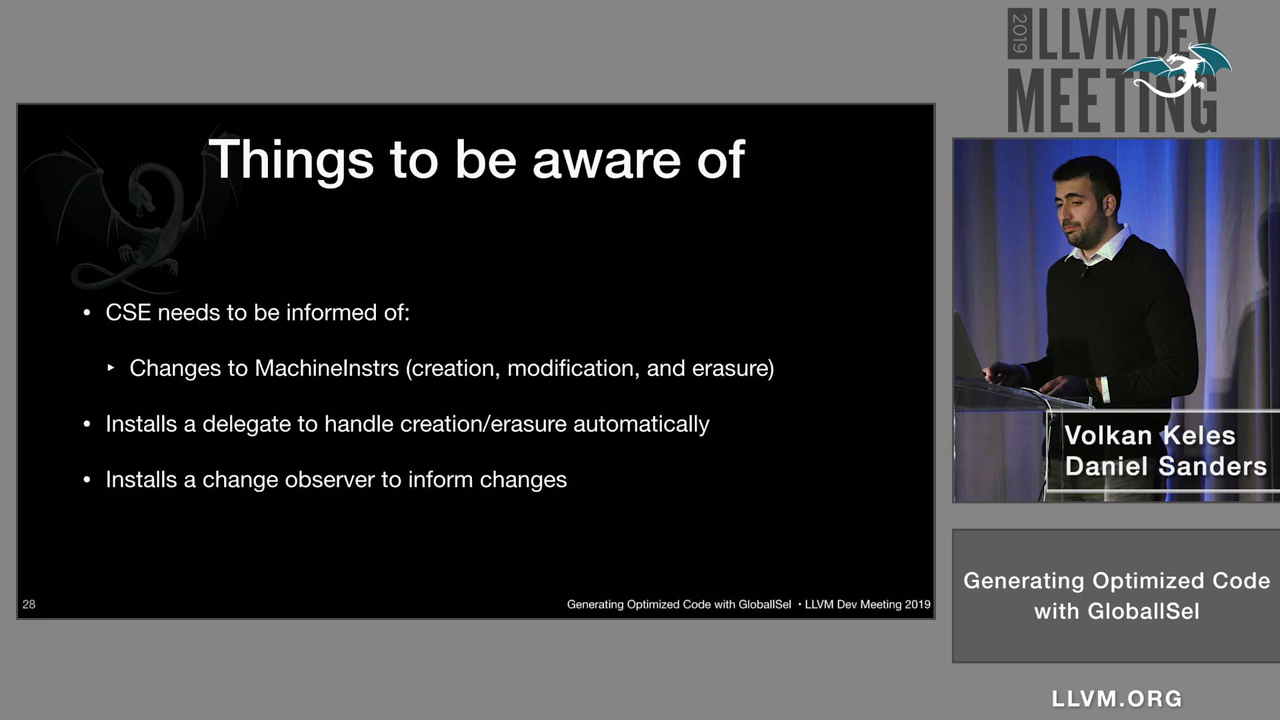 2019 LLVM DEV
MEETING
Things to be aware of
• CSE needs to be informed of:
‣ Changes to MachineInstrs (creation, modification, and erasure)
• Installs a delegate to handle creation/erasure automatically
• Installs a change observer to inform changes
28
Generating Optimized Code with GlobalISel • LLVM Dev Meeting 2019
Volkan Keles
Daniel Sanders
Generating Optimized Code
with GlobalISel
LLVM.ORG